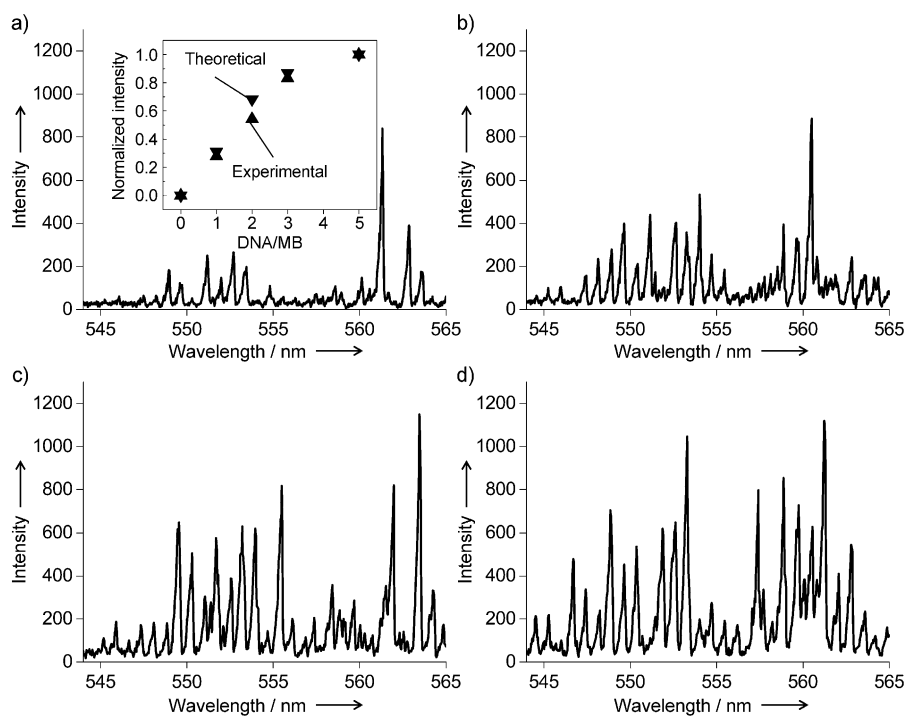 a)
1200
1000
800
600
400
200
0
Intensity
545 550 555 560 565
Wavelength / nm
Normalized intensity
1.0
0.8
0.6
0.4
0.2
0.0
Theoretical
Experimental
0 1 2 3 4 5
DNA/MB
b)
1200
1000
800
600
400
200
0
Intensity
545 550 555 560 565
Wavelength / nm
c)
1200
1000
800
600
400
200
0
Intensity
545 550 555 560 565
Wavelength / nm
d)
1200
1000
800
600
400
200
0
Intensity
545 550 555 560 565
Wavelength / nm